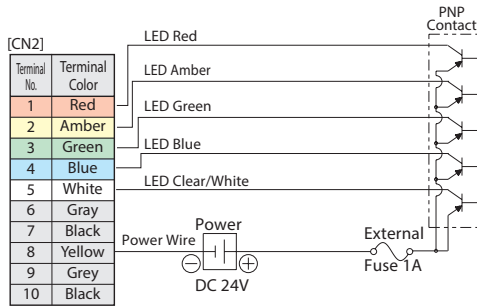 PNP
Contact
[CN2]
LED Red
Terminal No. Terminal Color
LED Amber
1 Red
LED Green
2 Amber
3 Green
LED Blue
4 Blue
LED Clear/White
5 White
6 Gray
7 Black
Power
External
8 Yellow
Power Wire
Fuse 1A
9 Grey
DC 24V
10 Black